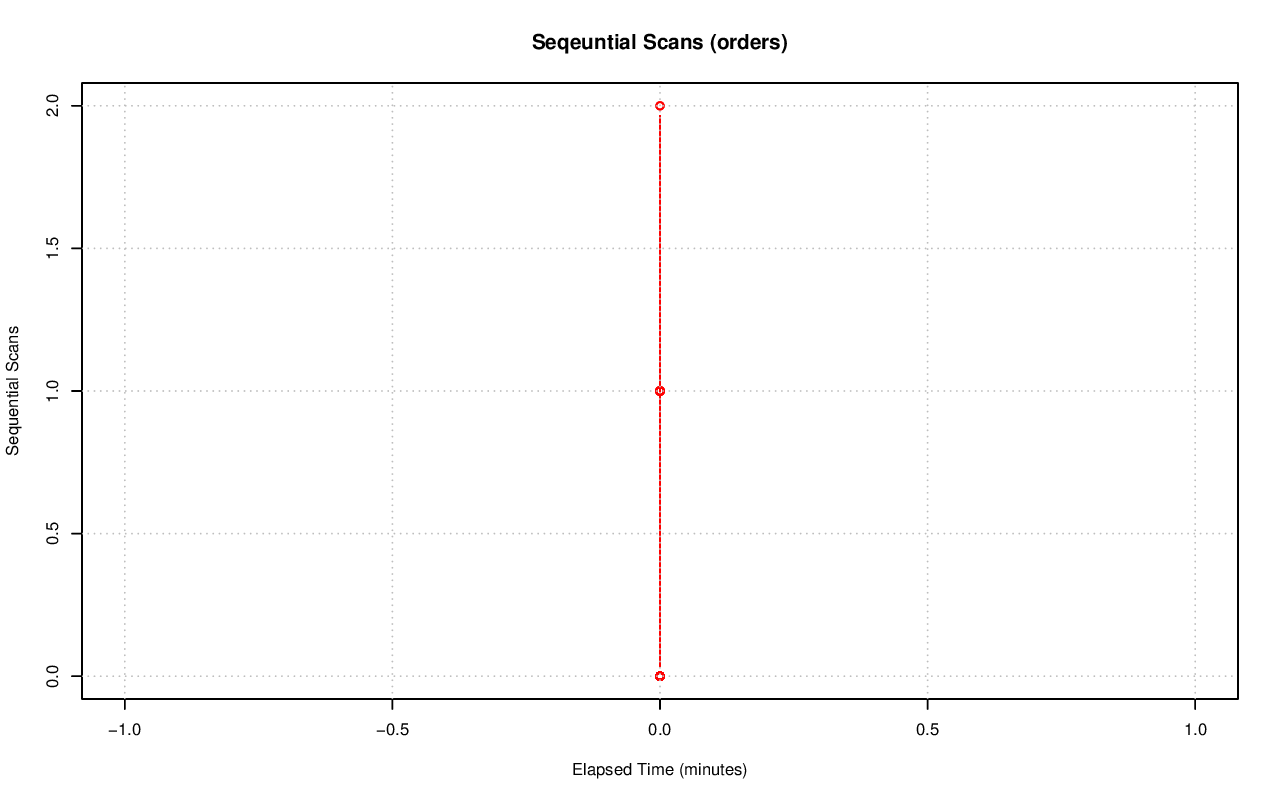 Seqeuntial Scans (orders)
Sequential Scans
2.0
1.5
1.0
0.5
0.0
−1.0 −0.5 0.0 0.5 1.0
Elapsed Time (minutes)